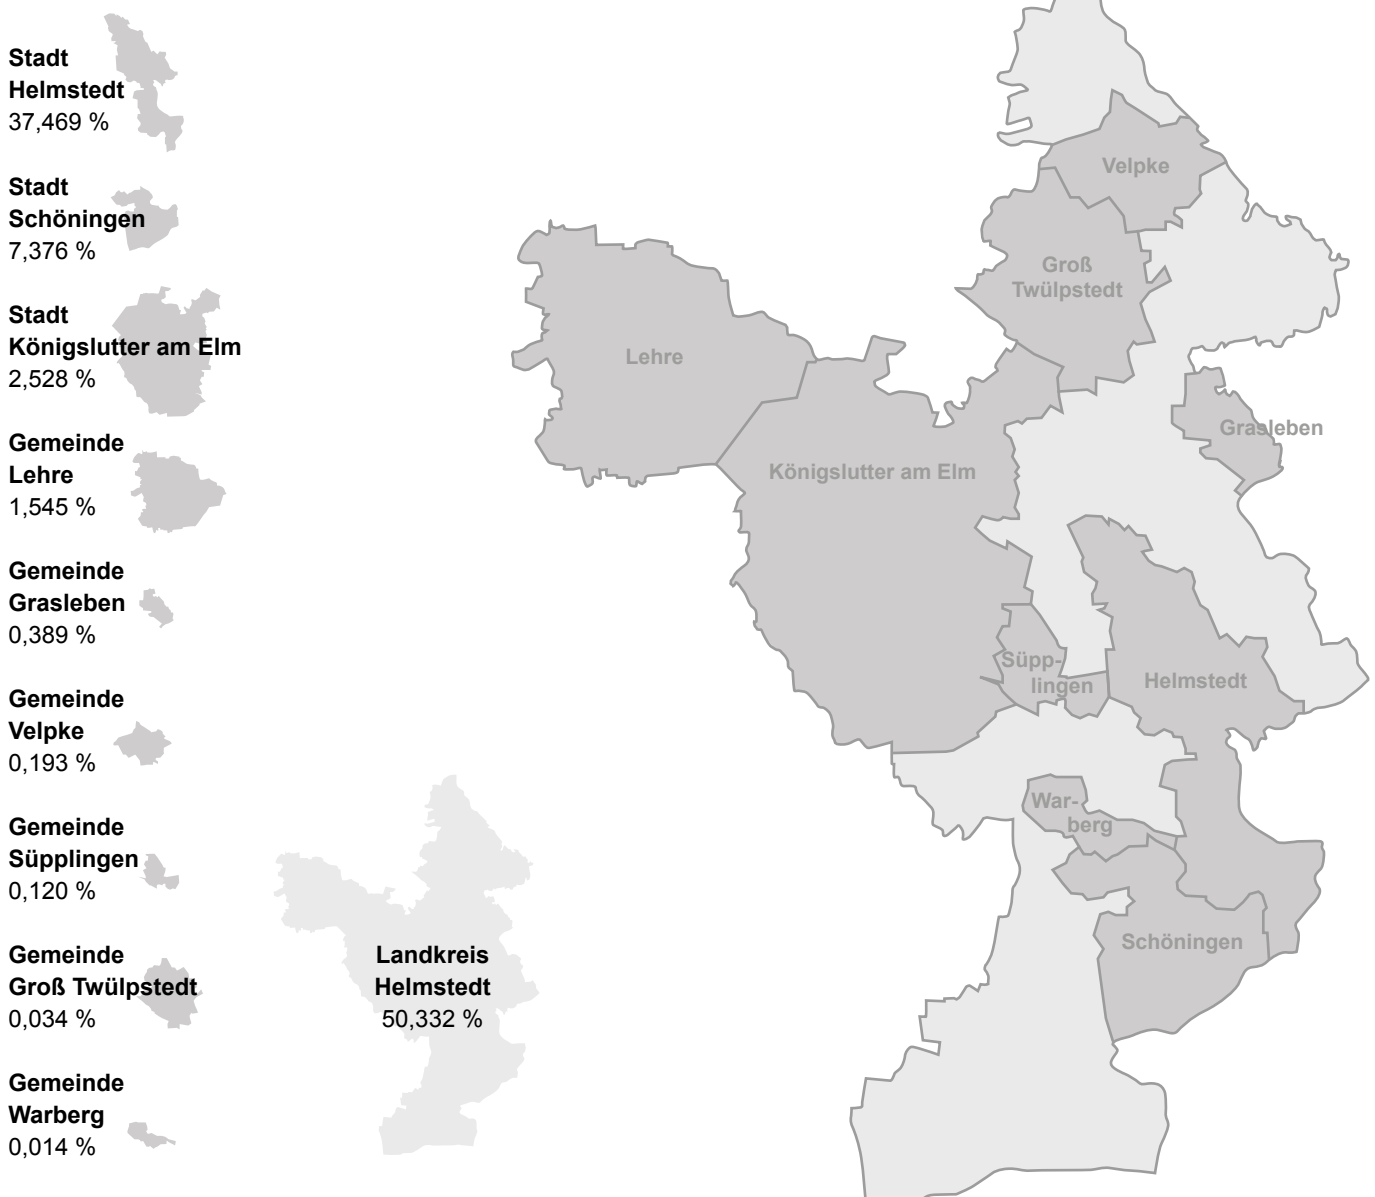 Stadt
Helmstedt
37,469 %
Stadt
Schöningen
7,376 %
Stadt
Königslutter am Elm
2,528 %
Gemeinde
Lehre
1,545 %
Gemeinde
Grasleben
0,389 %
Gemeinde
Velpke
0,193 %
Gemeinde
Süpplingen
0,120 %
Gemeinde
Groß Twülpstedt
0,034 %
Gemeinde
Warberg
0,014 %
Landkreis
Helmstedt
50,332 %
Velpke
Groß
Twülpstedt
Lehre
Grasleben
Königslutter am Elm
Süpp-
lingen
Helmstedt
War-
berg
Schöningen